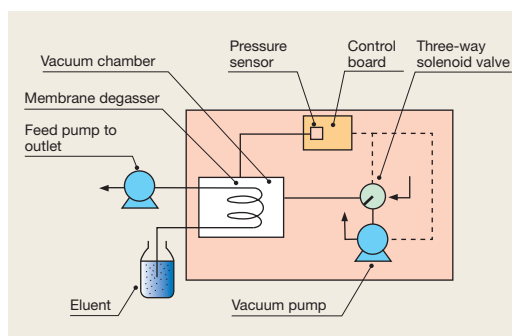 Vacuum chamber
Membrane degasser
Feed pump to
outlet
Pressure
sensor
Control
board
Three-way
solenoid valve
Eluent
Vacuum pump